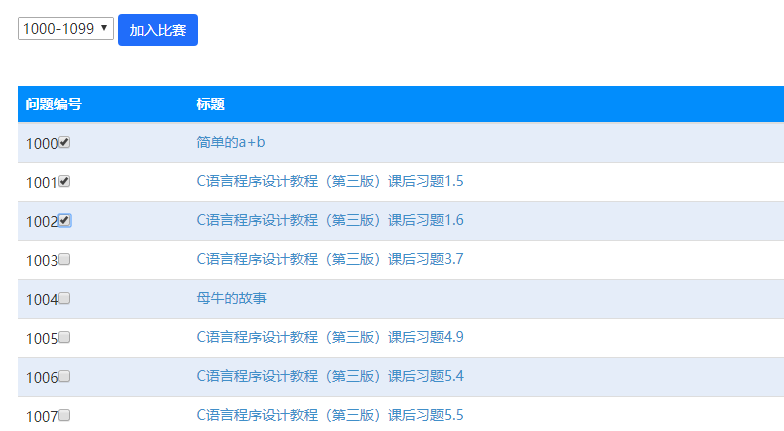 1000-1099 加入比赛
问题编号 标题
1000 简单的a+b
1001 C语言程序设计教程（第三版）课后习题1.5
1002 C语言程序设计教程（第三版）课后习题1.6
1003 C语言程序设计教程（第三版）课后习题3.7
1004 母牛的故事
1005 C语言程序设计教程（第三版）课后习题4.9
1006 C语言程序设计教程（第三版）课后习题5.4
1007 C语言程序设计教程（第三版）课后习题5.5